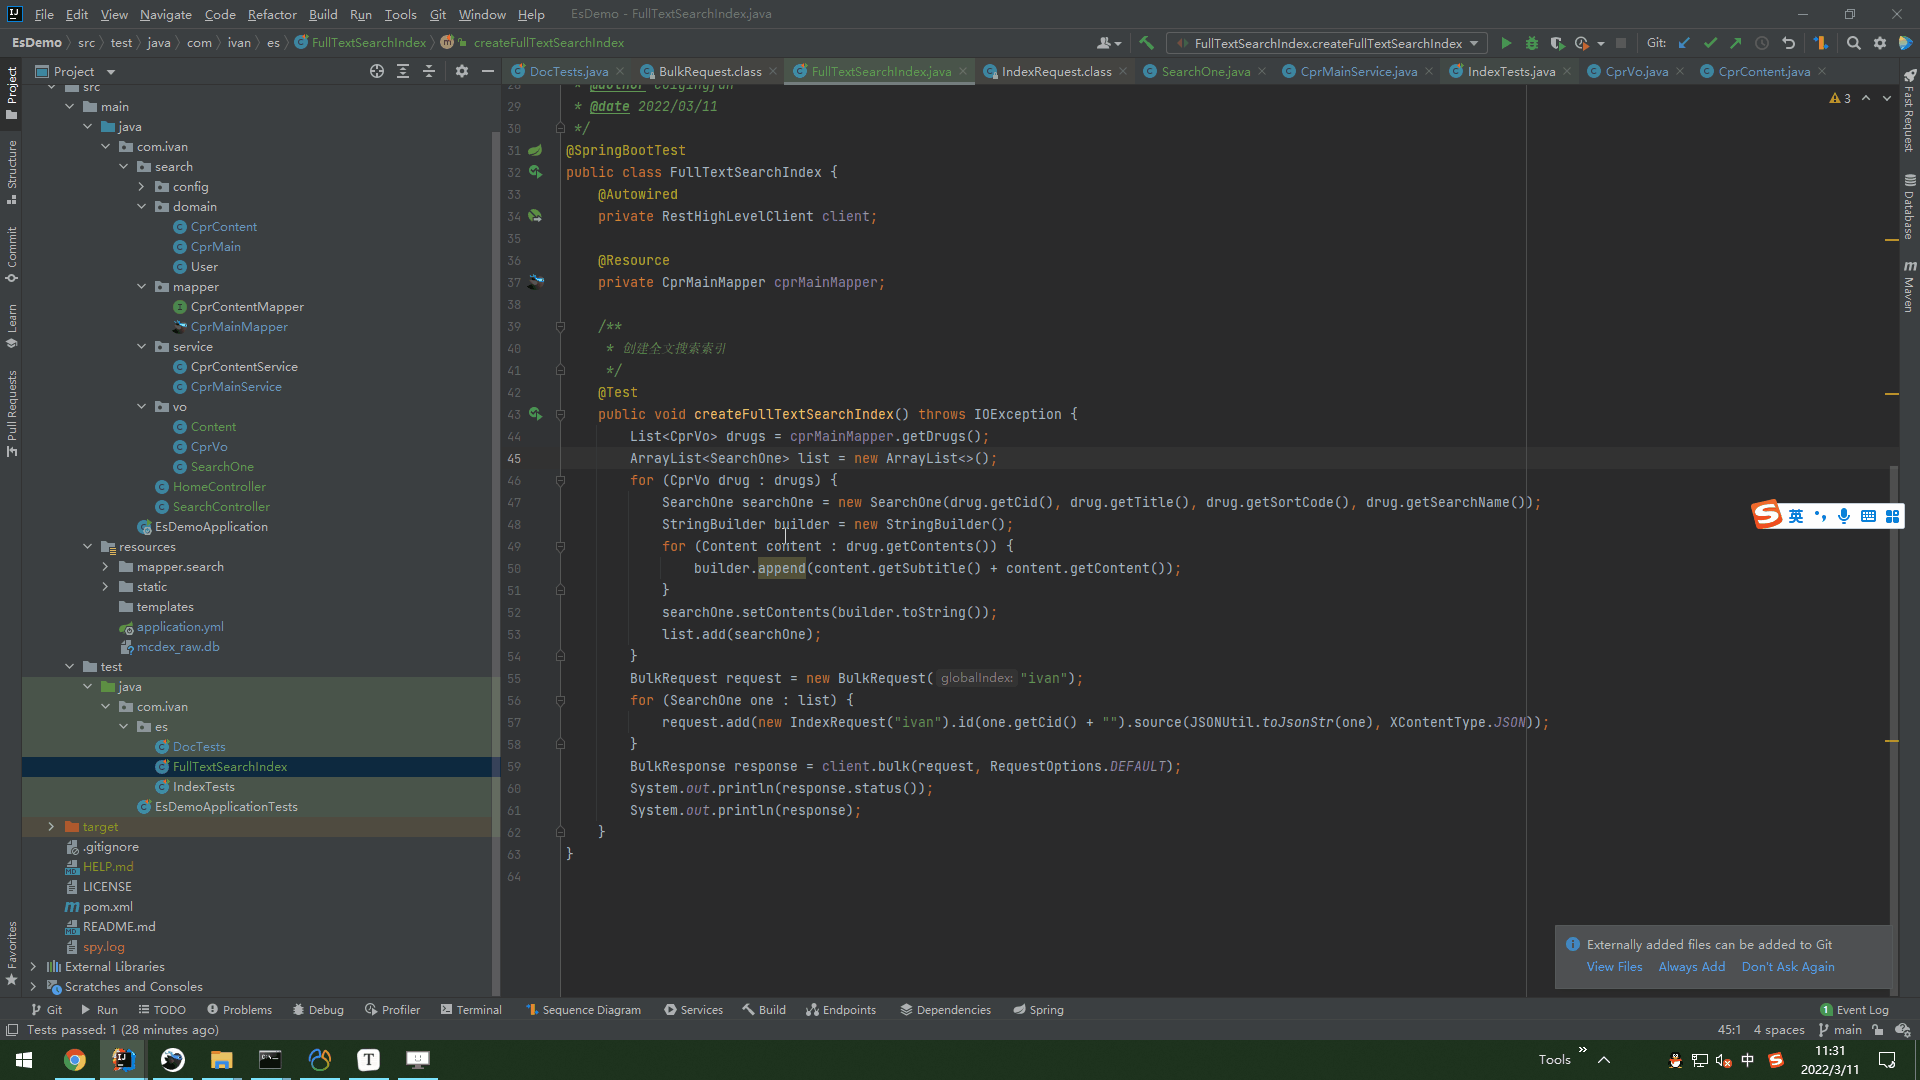 File Edit View Navigate Code Refactor Build Run Tools Git Window Help EsDemo - FullTextSearchIndex.java
EsDemo src test java com ivan es FullTextSearchIndex createFullTextSearchIndex
FullTextSearchIndex.createFullTextSearchIndex Git:
Project
DocTests.java BulkRequest.class FullTextSearchIndex.java IndexRequest.class SearchOne.java CprMainService.java IndexTests.java CprVo.java CprContent.java
Project
Structure
Commit
Learn
Pull Requests
Favorites
src
main
java
com.ivan
search
config
domain
CprContent
CprMain
User
mapper
CprContentMapper
CprMainMapper
service
CprContentService
CprMainService
vo
Content
CprVo
SearchOne
HomeController
SearchController
EsDemoApplication
resources
mapper.search
static
templates
application.yml
mcdex_raw.db
test
java
com.ivan
es
DocTests
FullTextSearchIndex
IndexTests
EsDemoApplicationTests
target
.gitignore
HELP.md
LICENSE
pom.xml
README.md
spy.log
External Libraries
Scratches and Consoles
29 * @date 2022/03/11
30 */
31 @SpringBootTest
32 public class FullTextSearchIndex {
33 @Autowired
34 private RestHighLevelClient client;
35
36 @Resource
37 private CprMainMapper cprMainMapper;
38
39 /**
40 * 创建全文搜索索引
41 */
42 @Test
43 public void createFullTextSearchIndex() throws IOException {
44 List<CprVo> drugs = cprMainMapper.getDrugs();
45 ArrayList<SearchOne> list = new ArrayList<>();
46 for (CprVo drug : drugs) {
47 SearchOne searchOne = new SearchOne(drug.getCid(), drug.getTitle(), drug.getSortCode(), drug.getSearchName());
48 StringBuilder builder = new StringBuilder();
49 for (Content content : drug.getContents()) {
50 builder.append(content.getSubtitle() + content.getContent());
51 }
52 searchOne.setContents(builder.toString());
53 list.add(searchOne);
54 }
55 BulkRequest request = new BulkRequest( globalIndex: "ivan");
56 for (SearchOne one : list) {
57 request.add(new IndexRequest("ivan").id(one.getCid() + "").source(JSONUtil.toJsonStr(one), XContentType.JSON));
58 }
59 BulkResponse response = client.bulk(request, RequestOptions.DEFAULT);
60 System.out.println(response.status());
61 System.out.println(response);
62 }
63 }
64
3
Fast Request
Database
Maven
英
Externally added files can be added to Git
View Files Always Add Don't Ask Again
Git Run TODO Problems Debug Profiler Terminal Sequence Diagram Services Build Endpoints Dependencies Spring 1 Event Log
Tests passed: 1 (28 minutes ago) 45:1 4 spaces main
Tools 中 11:31
2022/3/11